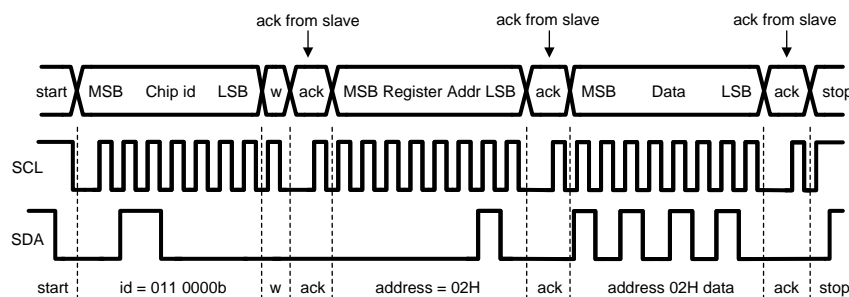 ack from slave ack from slave ack from slave
start MSB Chip id LSB w ack MSB Register Addr LSB ack MSB Data LSB ack stop
SCL
SDA
start id = 011 0000b w ack address = 02H ack address 02H data ack stop